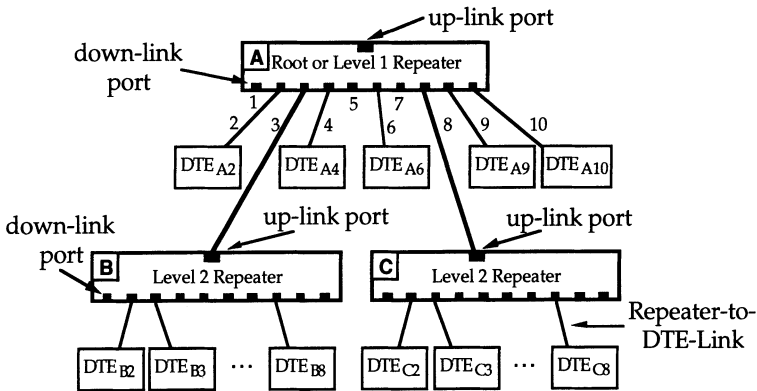 up-link port
down-link
port
A
Root or Level 1 Repeater
1 2 3 4 5 6 7 8 9 10
DTE A2
DTE A4
DTE A6
DTE A9
DTE A10
down-link
port
up-link port
up-link port
B
Level 2 Repeater
C
Level 2 Repeater
Repeater-to-
DTE-Link
DTE B2
DTE B3
...
DTE B8
DTE C2
DTE C3
...
DTE C8